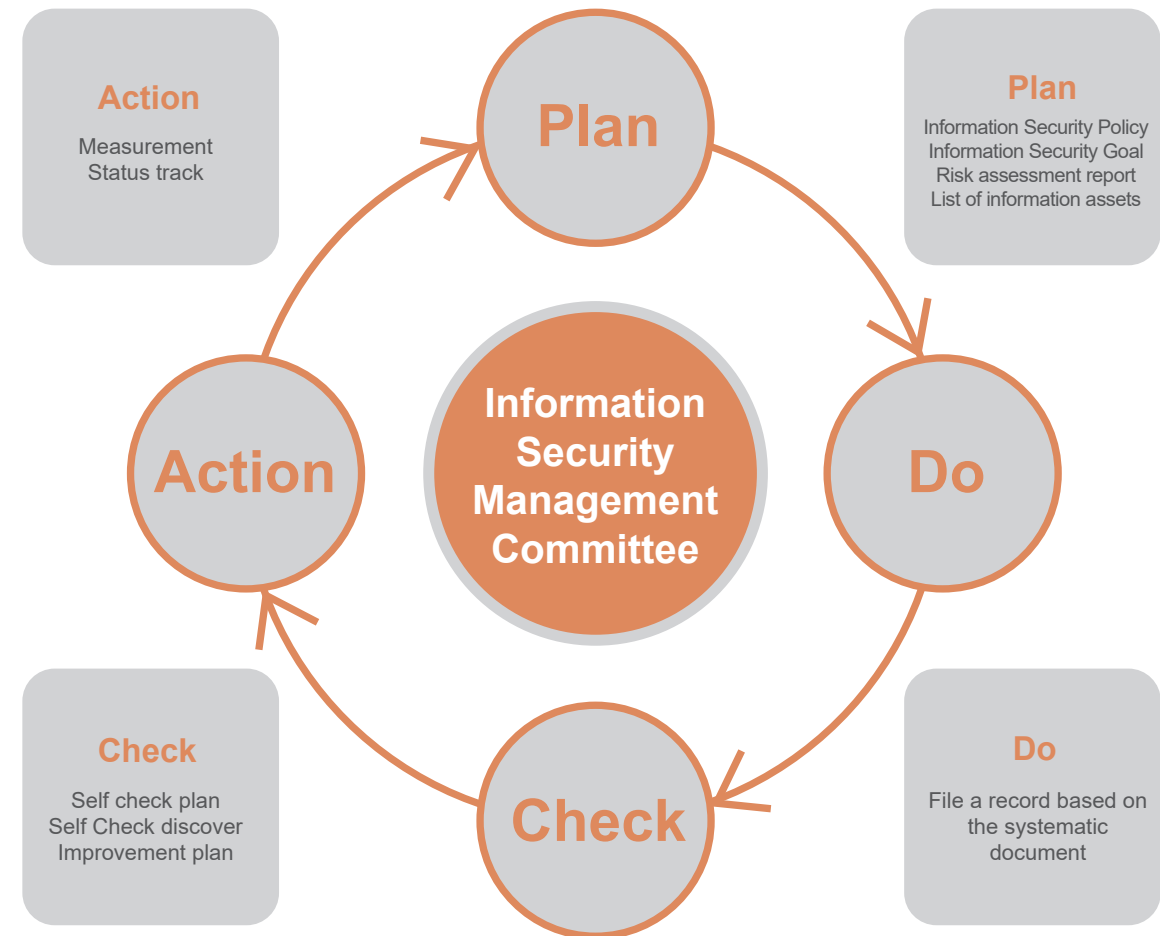 Action
Measurement
Status track
Plan
Plan
Information Security Policy
Information Security Goal
Risk assessment report
List of information assets
Action
Information
Security
Management
Committee
Do
Check
Self check plan
Self Check discover
Improvement plan
Check
Do
File a record based on
the systematic
document